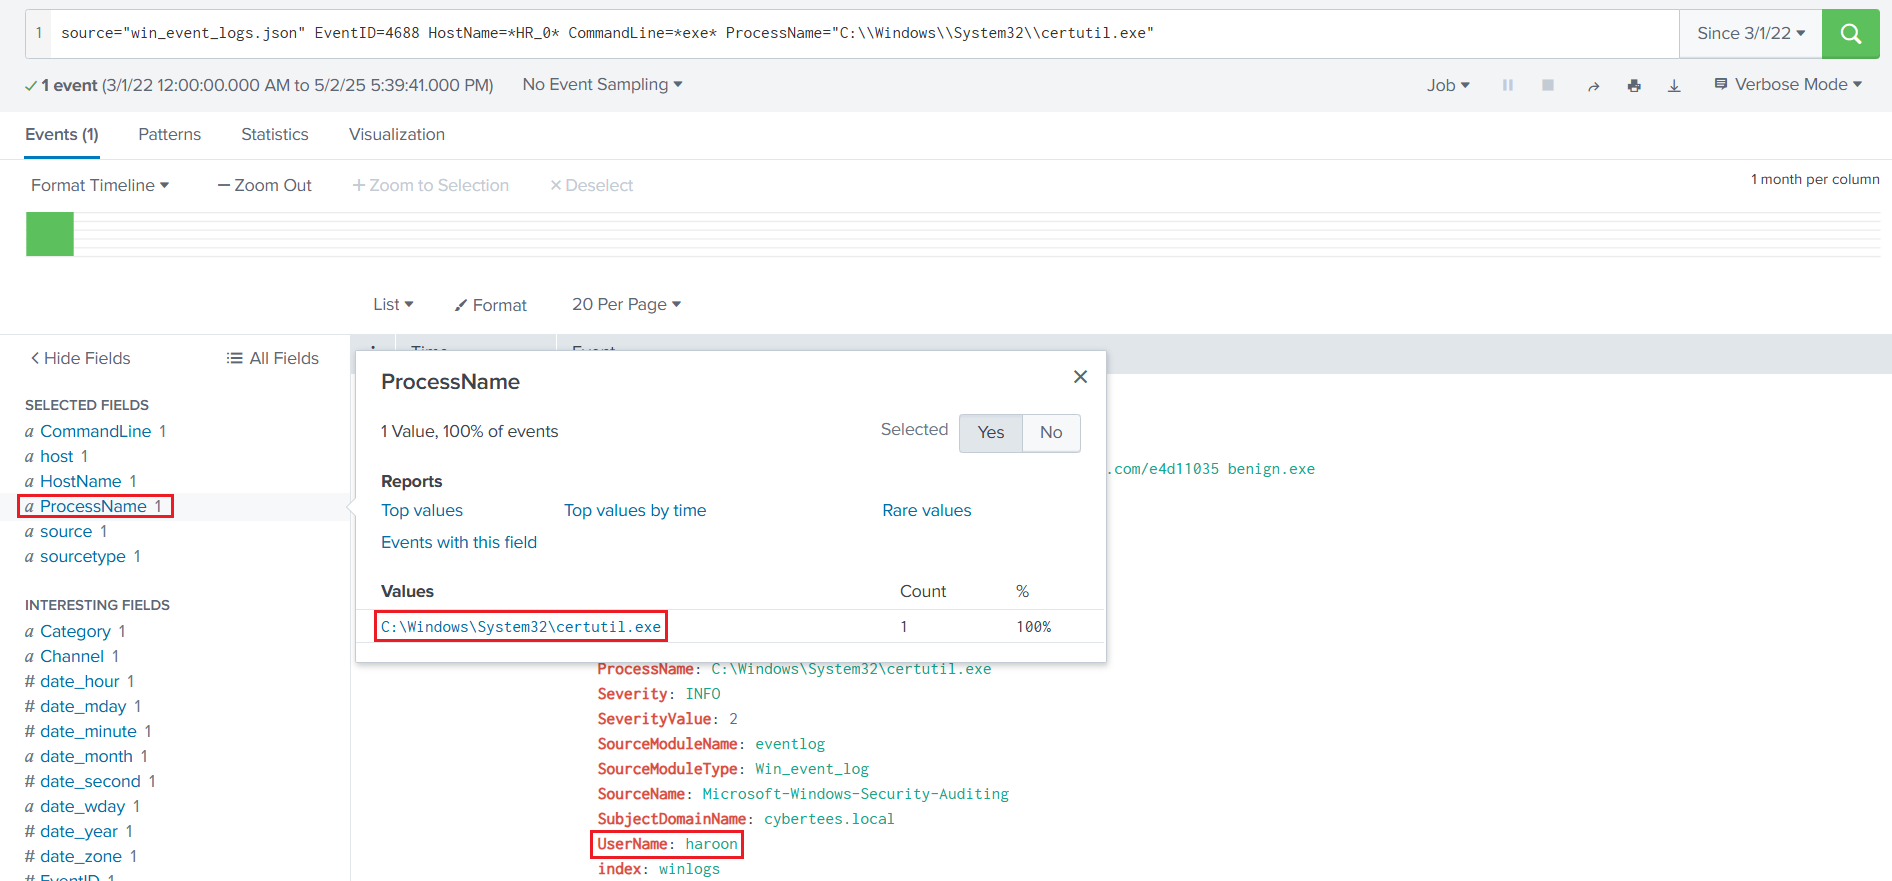 1 source="win_event_logs.json" EventID=4688 HostName=*HR_0* CommandLine=*exe* ProcessName="C:\\Windows\\System32\\certutil.exe"
Since 3/1/22
1 event (3/1/22 12:00:00.000 AM to 5/2/25 5:39:41.000 PM) No Event Sampling
Job Verbose Mode
Events (1) Patterns Statistics Visualization
Format Timeline — Zoom Out + Zoom to Selection × Deselect
1 month per column
List Format 20 Per Page
Hide Fields All Fields
Time Event
SELECTED FIELDS
a CommandLine 1
a host 1
a HostName 1
a ProcessName 1
a source 1
a sourcetype 1
INTERESTING FIELDS
a Category 1
a Channel 1
# date_hour 1
# date_mday 1
# date_minute 1
a date_month 1
# date_second 1
a date_wday 1
# date_year 1
# date_zone 1
# EventID 1
ProcessName
1 Value, 100% of events
Selected Yes No
Reports
Top values Top values by time Rare values
Events with this field
Values Count %
C:\Windows\System32\certutil.exe 1 100%
.com/e4d11035 benign.exe
ProcessName: C:\Windows\System32\certutil.exe
Severity: INFO
SeverityValue: 2
SourceModuleName: eventlog
SourceModuleType: Win_event_log
SourceName: Microsoft-Windows-Security-Auditing
SubjectDomainName: cybertees.local
UserName: haroon
index: winlogs